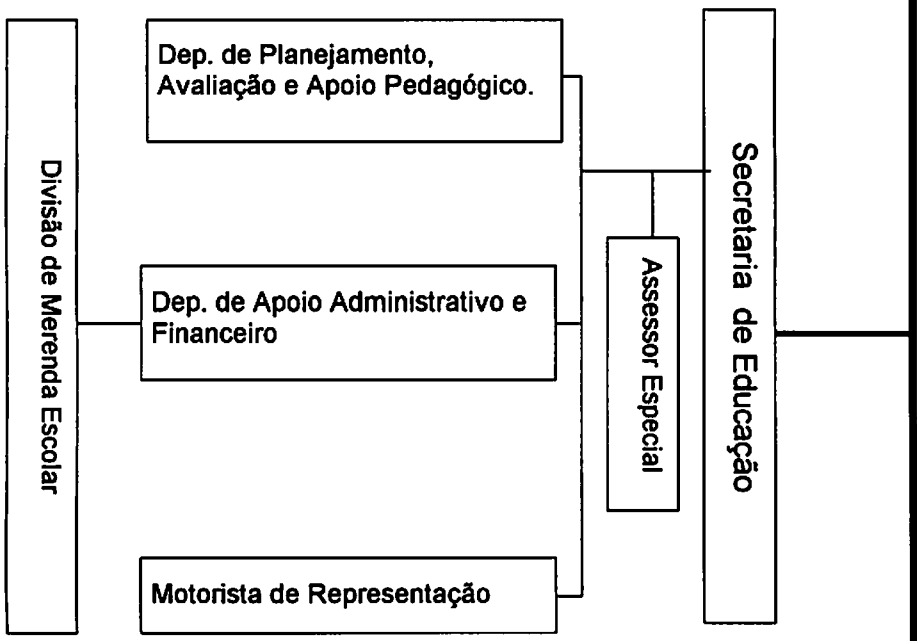 Dep. de Planejamento,
Avaliação e Apoio Pedagógico.
Divisão de Merenda Escolar
Dep. de Apoio Administrativo e
Financeiro
Motorista de Representação
Assessor Especial
Secretaria de Educação